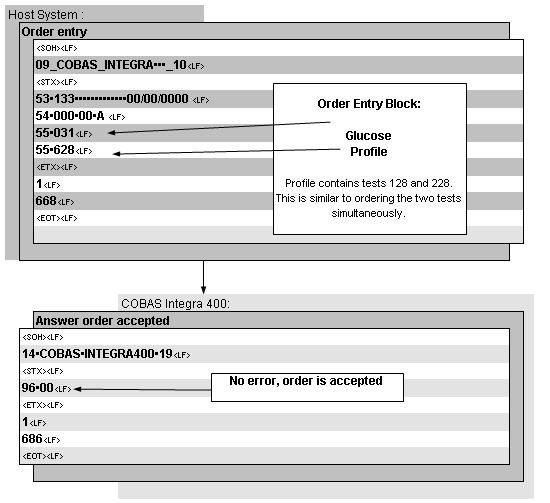 Host System :
Order entry
<SOH><LF>
09_COBAS_INTEGRA▪▪▪_10<LF>
<STX><LF>
53▪133▪▪▪▪▪▪▪▪▪▪▪▪▪00/00/0000 <LF>
54▪000▪00▪A <LF>
55▪031<LF>
55▪628<LF>
<ETX><LF>
1<LF>
668<LF>
<EOT><LF>
Order Entry Block:
Glucose
Profile
Profile contains tests 128 and 228.
This is similar to ordering the two tests
simultaneously.
COBAS Integra 400:
Answer order accepted
<SOH><LF>
14▪COBAS▪INTEGRA400▪19<LF>
<STX><LF>
96▪00<LF>
No error, order is accepted
<ETX><LF>
1<LF>
686<LF>
<EOT><LF>